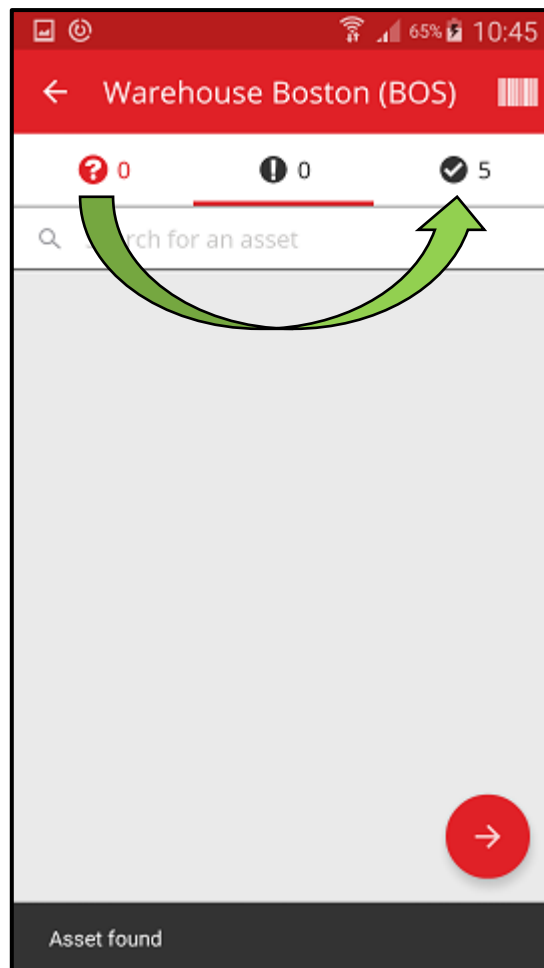 65% 10:45
Warehouse Boston (BOS)
0 0 5
rch for an asset
Asset found